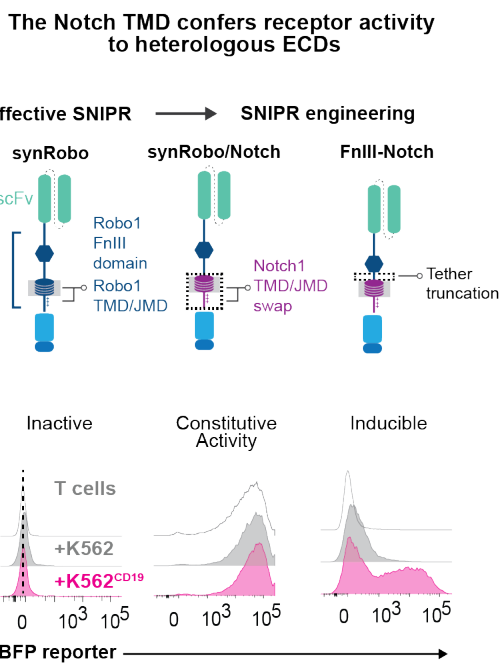 The Notch TMD confers receptor activity
to heterologous ECDs
ffective SNIPR
SNIPR engineering
synRobo
synRobo/Notch
FnIII-Notch
scFv
Robo1
FnIII
domain
Robo1
TMD/JMD
Notch1
TMD/JMD
swap
Tether
truncation
Inactive
Constitutive
Activity
Inducible
T cells
+K562
+K562CD19
0 10³ 10⁵
0 10³ 10⁵
0 10³ 10⁵
BFP reporter